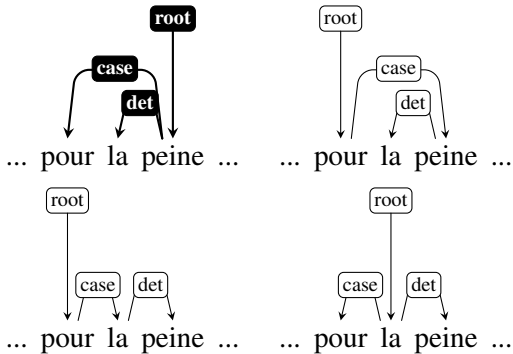 root root
case case
det det
... pour la peine ... ... pour la peine ...
root root
case det case det
... pour la peine ... ... pour la peine ...